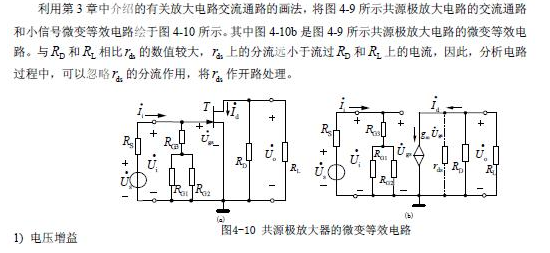 利用第 3 章中介绍的有关放大电路交流通路的画法，将图 4-9 所示共源极放大电路的交流通路
和小信号微变等效电路绘于图 4-10 所示。其中图 4-10b 是图 4-9 所示共源极放大电路的微变等效电
路。与 RD 和 RL 相比 rds 的数值较大，rds 上的分流远小于流过 RD 和 RL 上的电流，因此，分析电路
过程中，可以忽略 rds 的分流作用，将 rds 作开路处理。
İi T İd
RS + RG3 + U̇gs + 
U̇i RD U̇o RL
+ U̇s − RG1 RG2 − −
(a)
İi İd
RS + RG3 + gmU̇gs +
U̇i RG1 U̇gs rds RD U̇o RL
+ U̇s − RG2 − −
(b)
图4-10 共源极放大器的微变等效电路
1) 电压增益